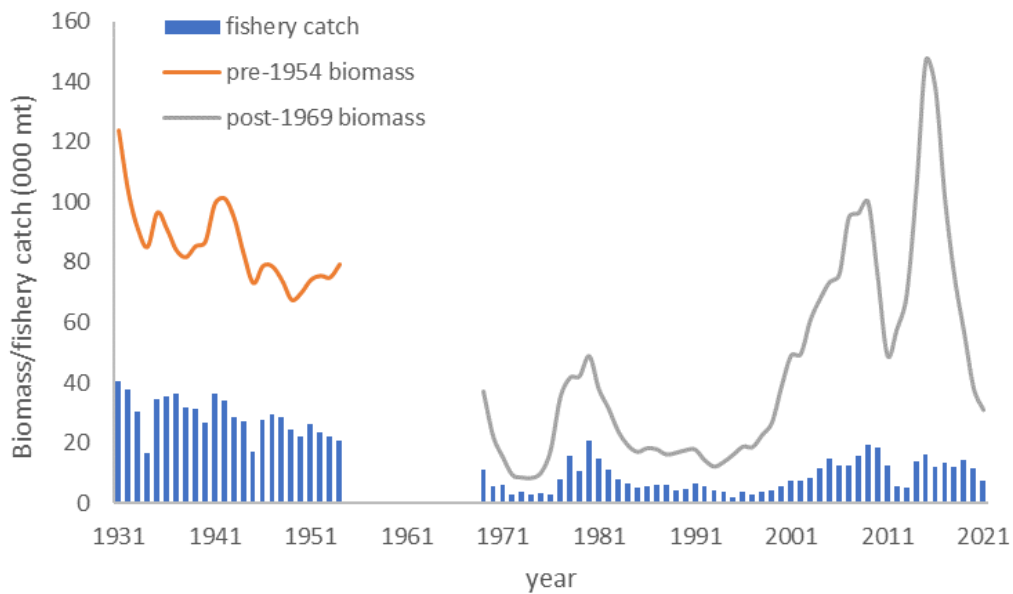 160
140
120
100
80
60
40
20
0
Biomass/fishery catch (000 mt)
fishery catch
pre-1954 biomass
post-1969 biomass
1931 1941 1951 1961 1971 1981 1991 2001 2011 2021
year